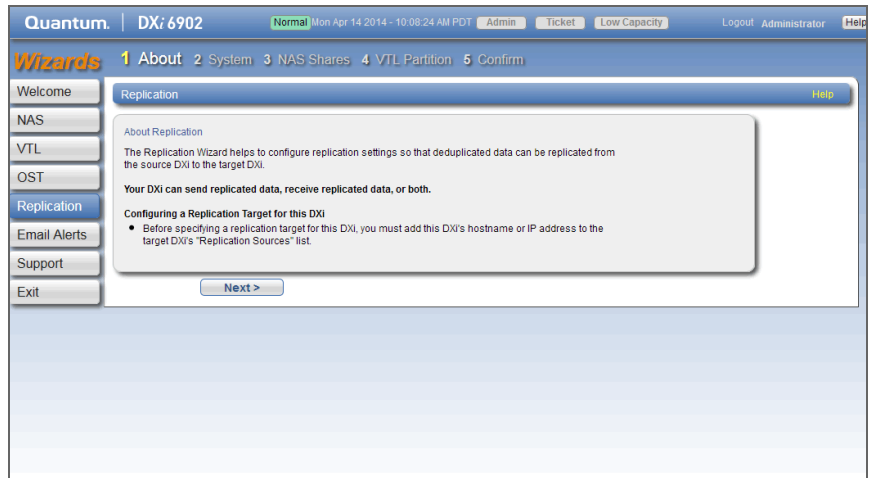 Quantum. DXi 6902 Normal Mon Apr 14 2014 - 10:08:24 AM PDT Admin Ticket Low Capacity Logout Administrator Help
Wizards 1 About 2 System 3 NAS Shares 4 VTL Partition 5 Confirm
Welcome
NAS
VTL
OST
Replication
Email Alerts
Support
Exit
Replication Help
About Replication
The Replication Wizard helps to configure replication settings so that deduplicated data can be replicated from
the source DXi to the target DXi.
Your DXi can send replicated data, receive replicated data, or both.
Configuring a Replication Target for this DXi
• Before specifying a replication target for this DXi, you must add this DXi's hostname or IP address to the
target DXi's "Replication Sources" list.
Next >